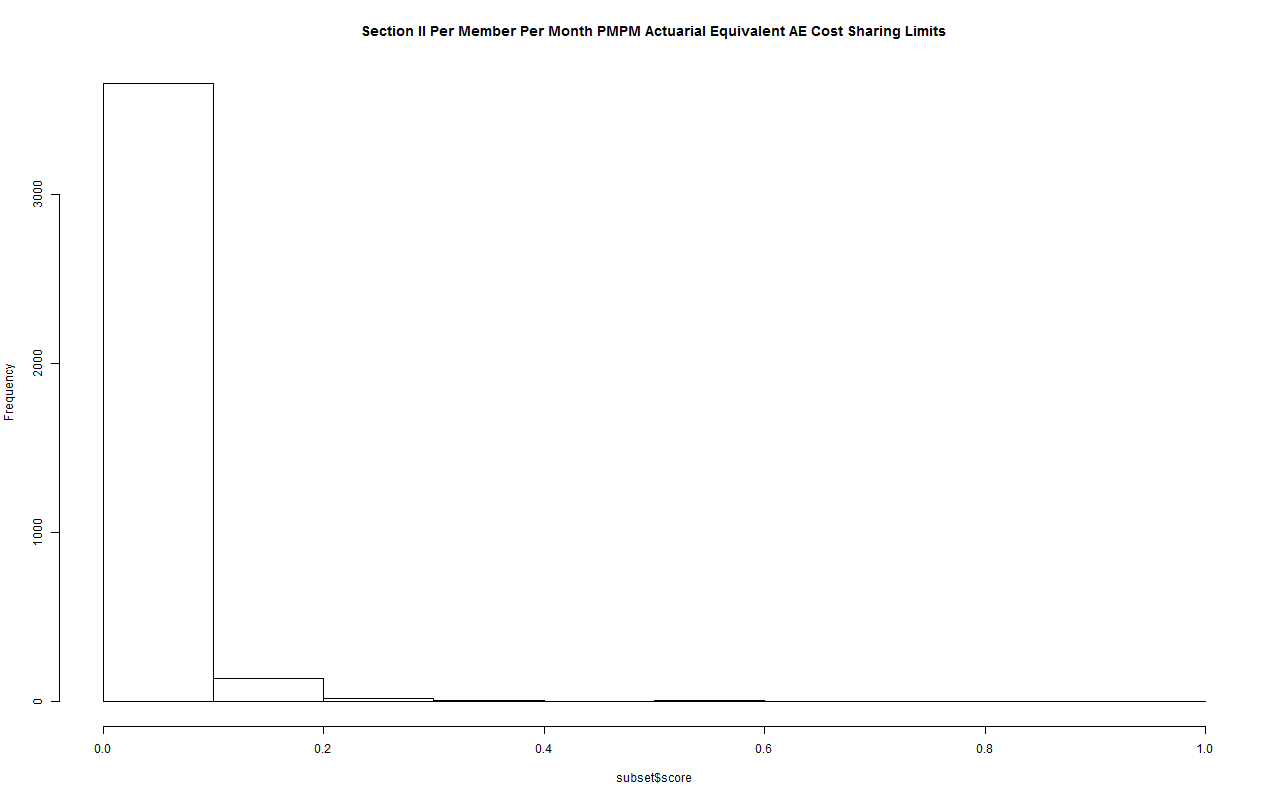 Section II Per Member Per Month PMPM Actuarial Equivalent AE Cost Sharing Limits
3000
2000
1000
0
Frequency
0.0 0.2 0.4 0.6 0.8 1.0
subset$score